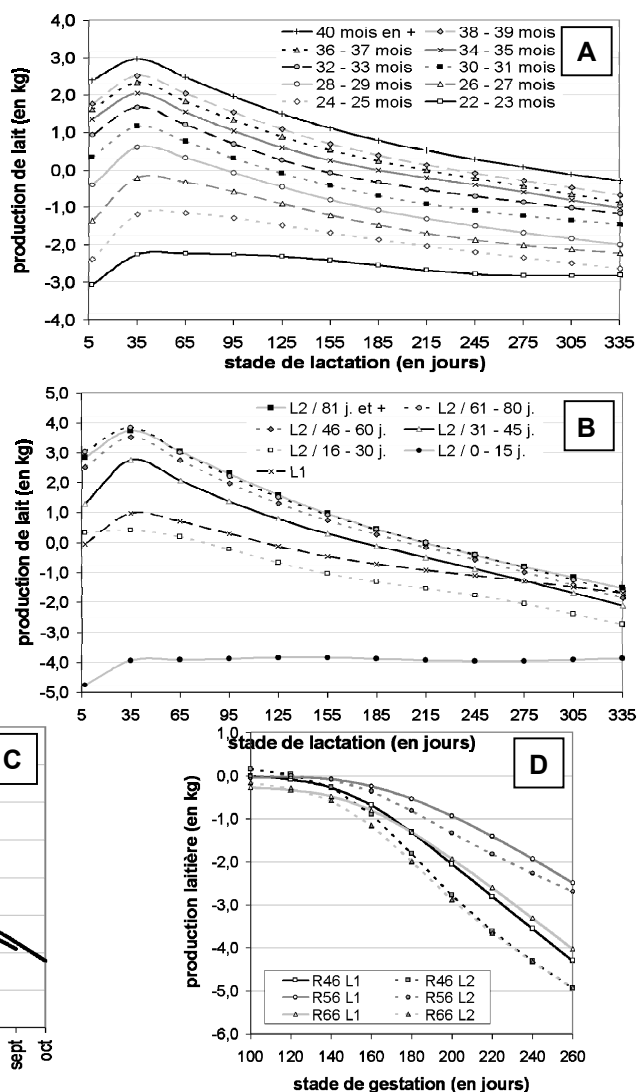 A
40 mois en + 38 - 39 mois
36 - 37 mois 34 - 35 mois
32 - 33 mois 30 - 31 mois
28 - 29 mois 26 - 27 mois
24 - 25 mois 22 - 23 mois
production de lait (en kg)
4,0
3,0
2,0
1,0
0,0
-1,0
-2,0
-3,0
-4,0
5 35 65 95 125 155 185 215 245 275 305 335
stade de lactation (en jours)
B
L2 / 81 j. et + L2 / 61 - 80 j.
L2 / 46 - 60 j. L2 / 31 - 45 j.
L2 / 16 - 30 j. L2 / 0 - 15 j.
L1
production de lait (en kg)
5,0
4,0
3,0
2,0
1,0
0,0
-1,0
-2,0
-3,0
-4,0
-5,0
5 35 65 95 125 155 185 215 245 275 305 335
stade de lactation (en jours)
C
sept
oct
D
production laitière (en kg)
1,0
0,0
-1,0
-2,0
-3,0
-4,0
-5,0
-6,0
R46 L1 R46 L2
R56 L1 R56 L2
R66 L1 R66 L2
100 120 140 160 180 200 220 240 260
stade de gestation (en jours)